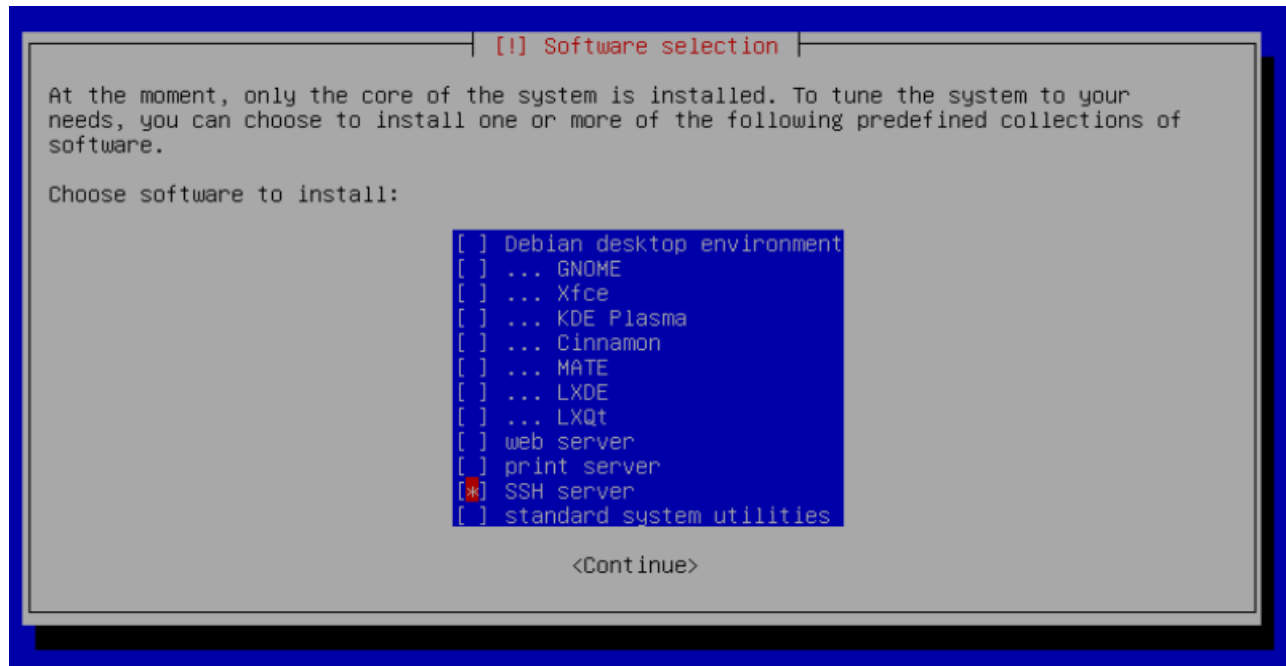 [!] Software selection
At the moment, only the core of the system is installed. To tune the system to your
needs, you can choose to install one or more of the following predefined collections of
software.
Choose software to install:
[ ] Debian desktop environment
[ ] ... GNOME
[ ] ... Xfce
[ ] ... KDE Plasma
[ ] ... Cinnamon
[ ] ... MATE
[ ] ... LXDE
[ ] ... LXQt
[ ] web server
[ ] print server
[*] SSH server
[ ] standard system utilities
<Continue>